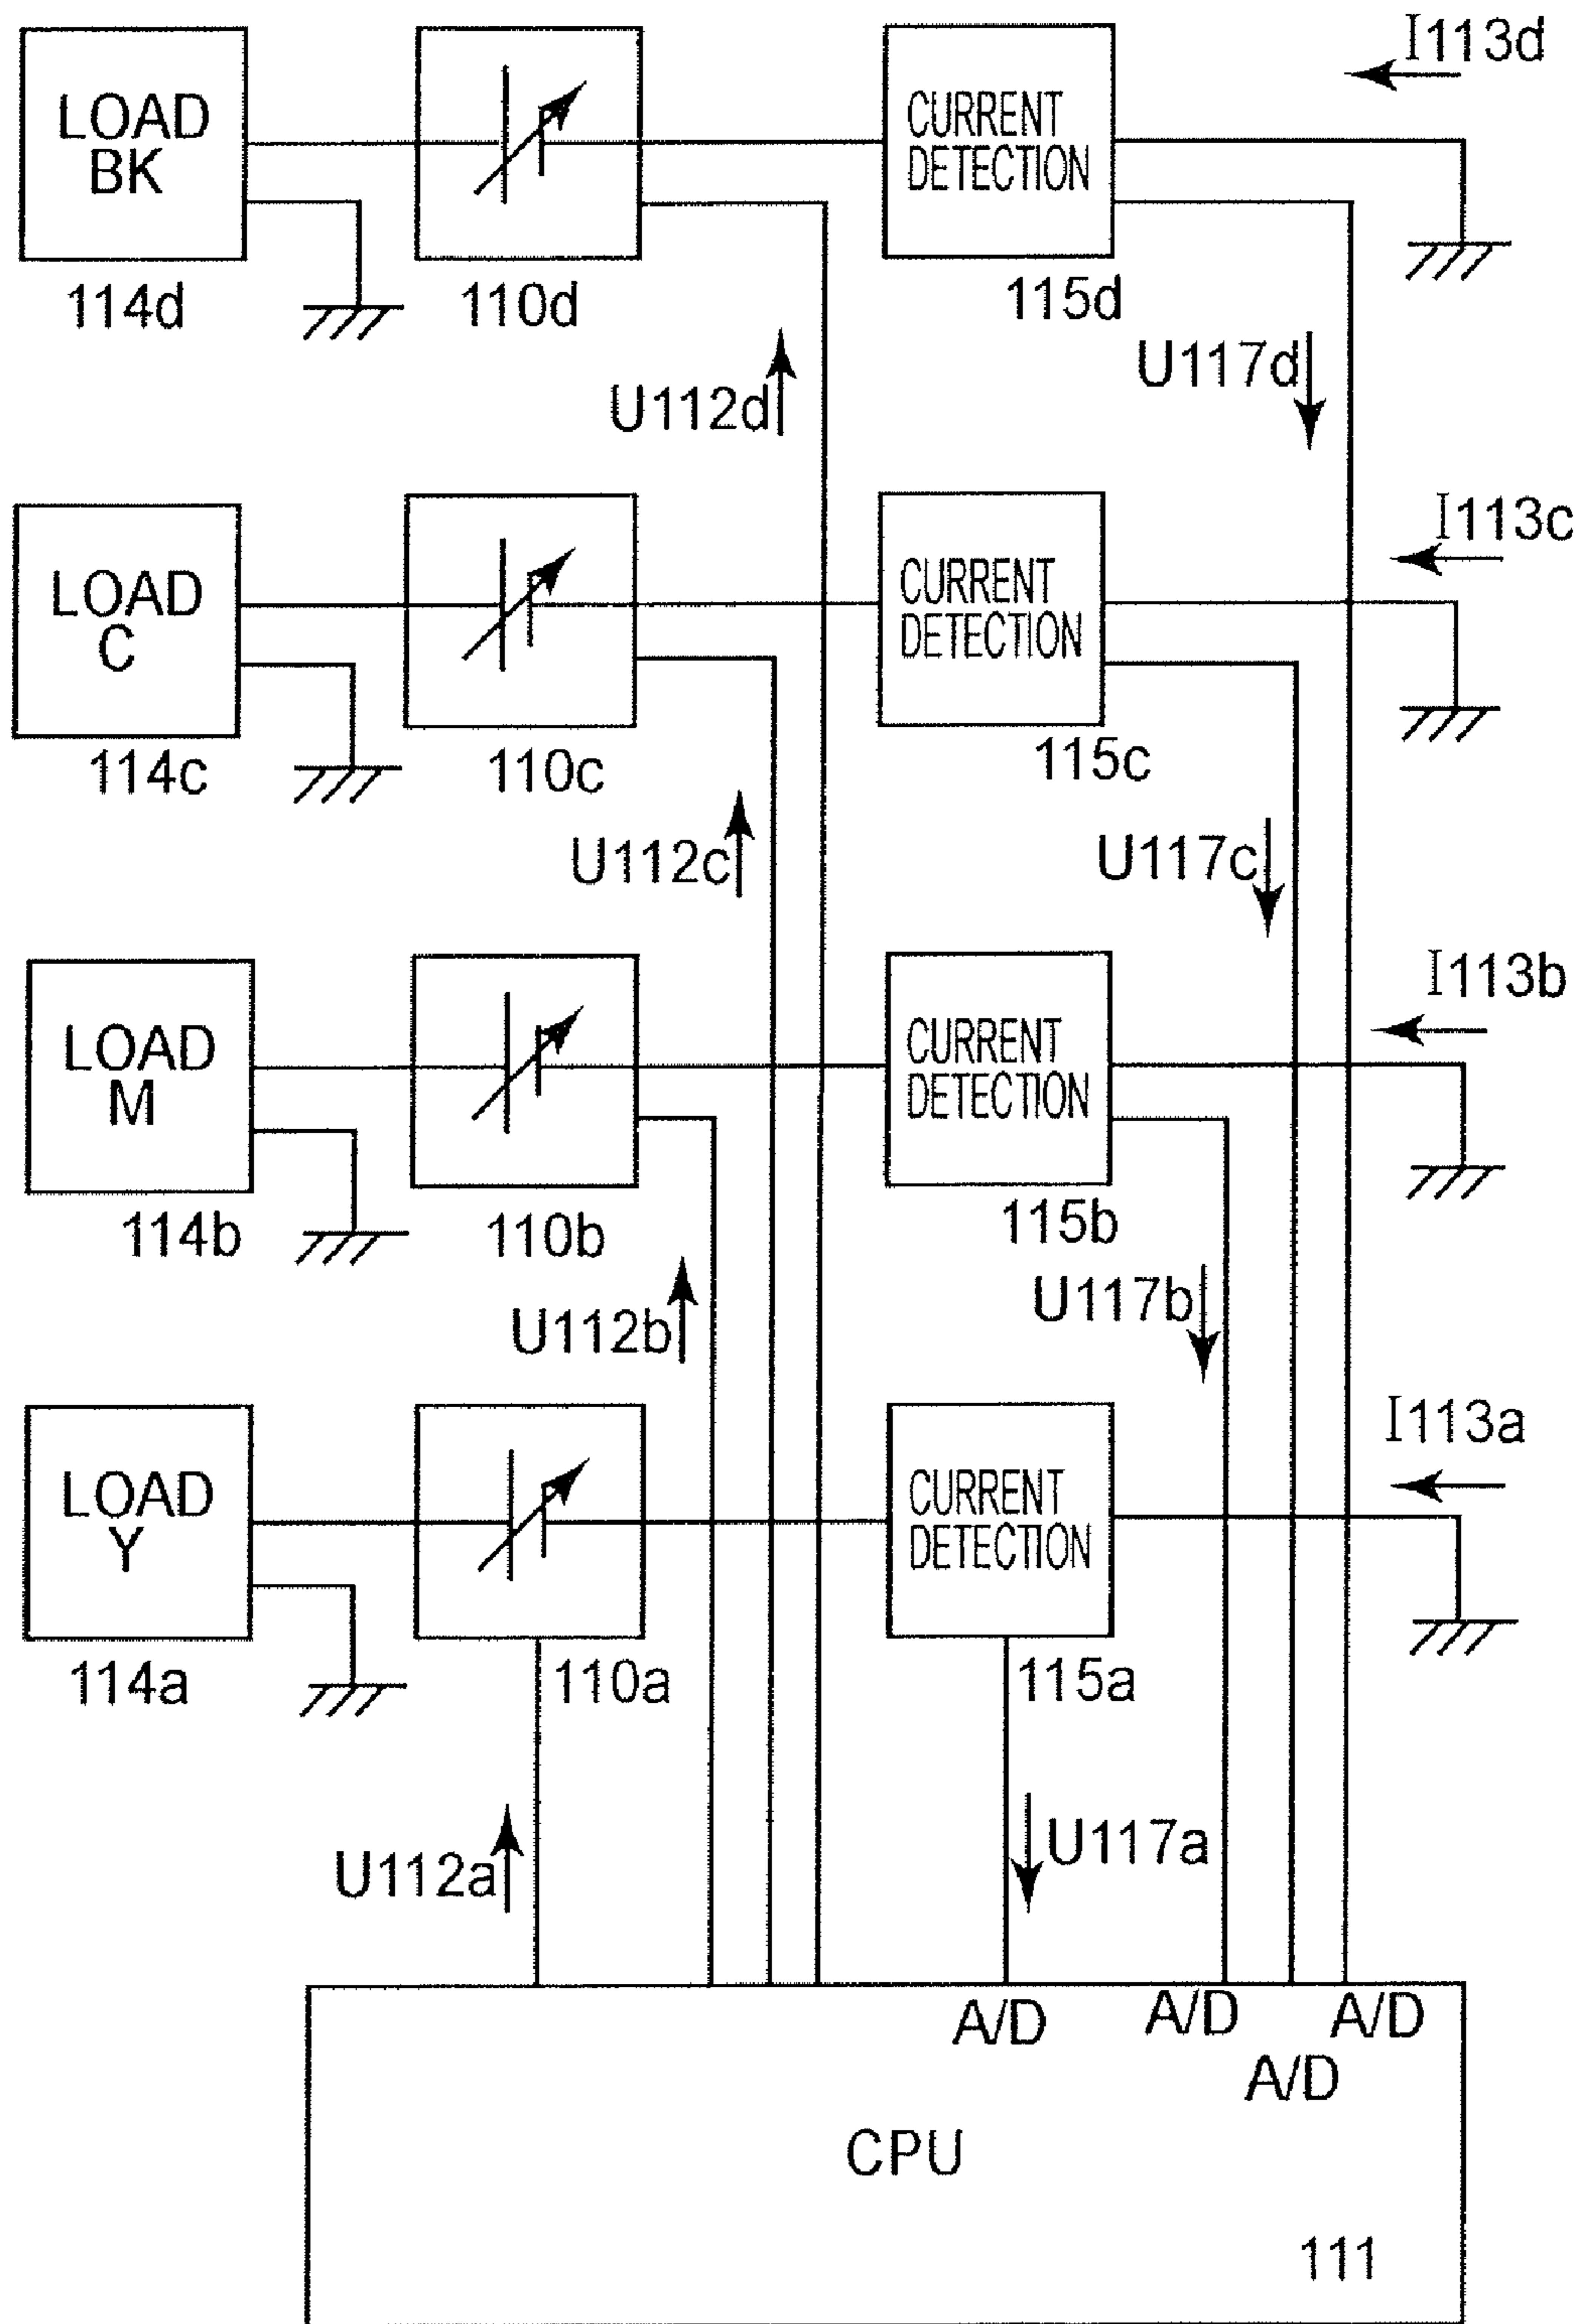 I113d
LOAD
BK
CURRENT
DETECTION
114d
110d
115d
U112d
U117d
I113c
LOAD
C
CURRENT
DETECTION
114c
110c
115c
U112c
U117c
I113b
LOAD
M
CURRENT
DETECTION
114b
110b
115b
U112b
U117b
I113a
LOAD
Y
CURRENT
DETECTION
114a
110a
115a
U112a
U117a
A/D
A/D
A/D
A/D
CPU
111